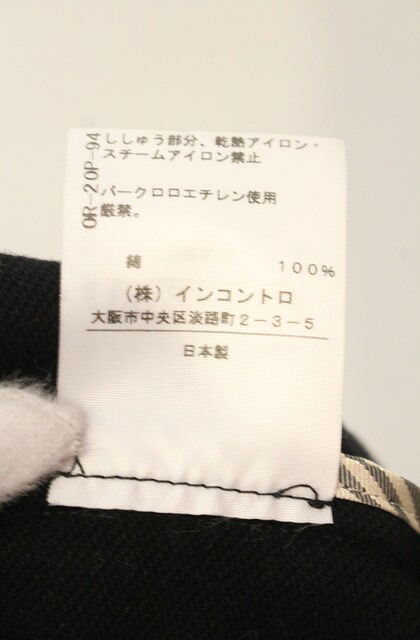 OR-20P-94
ししゅう部分、乾熱アイロン・
スチームアイロン禁止
パークロロエチレン使用
厳禁。
綿 100%
(株)インコントロ
大阪市中央区淡路町2-3-5
日本製